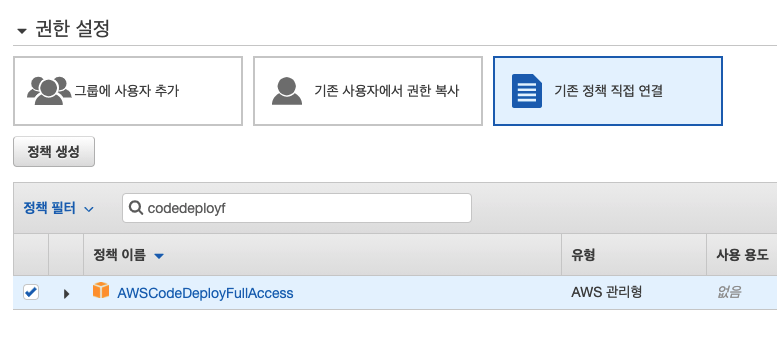 권한 설정
그룹에 사용자 추가
기존 사용자에서 권한 복사
기존 정책 직접 연결
정책 생성
정책 필터
codedeployf
정책 이름 유형 사용 용도
AWSCodeDeployFullAccess AWS 관리형 없음